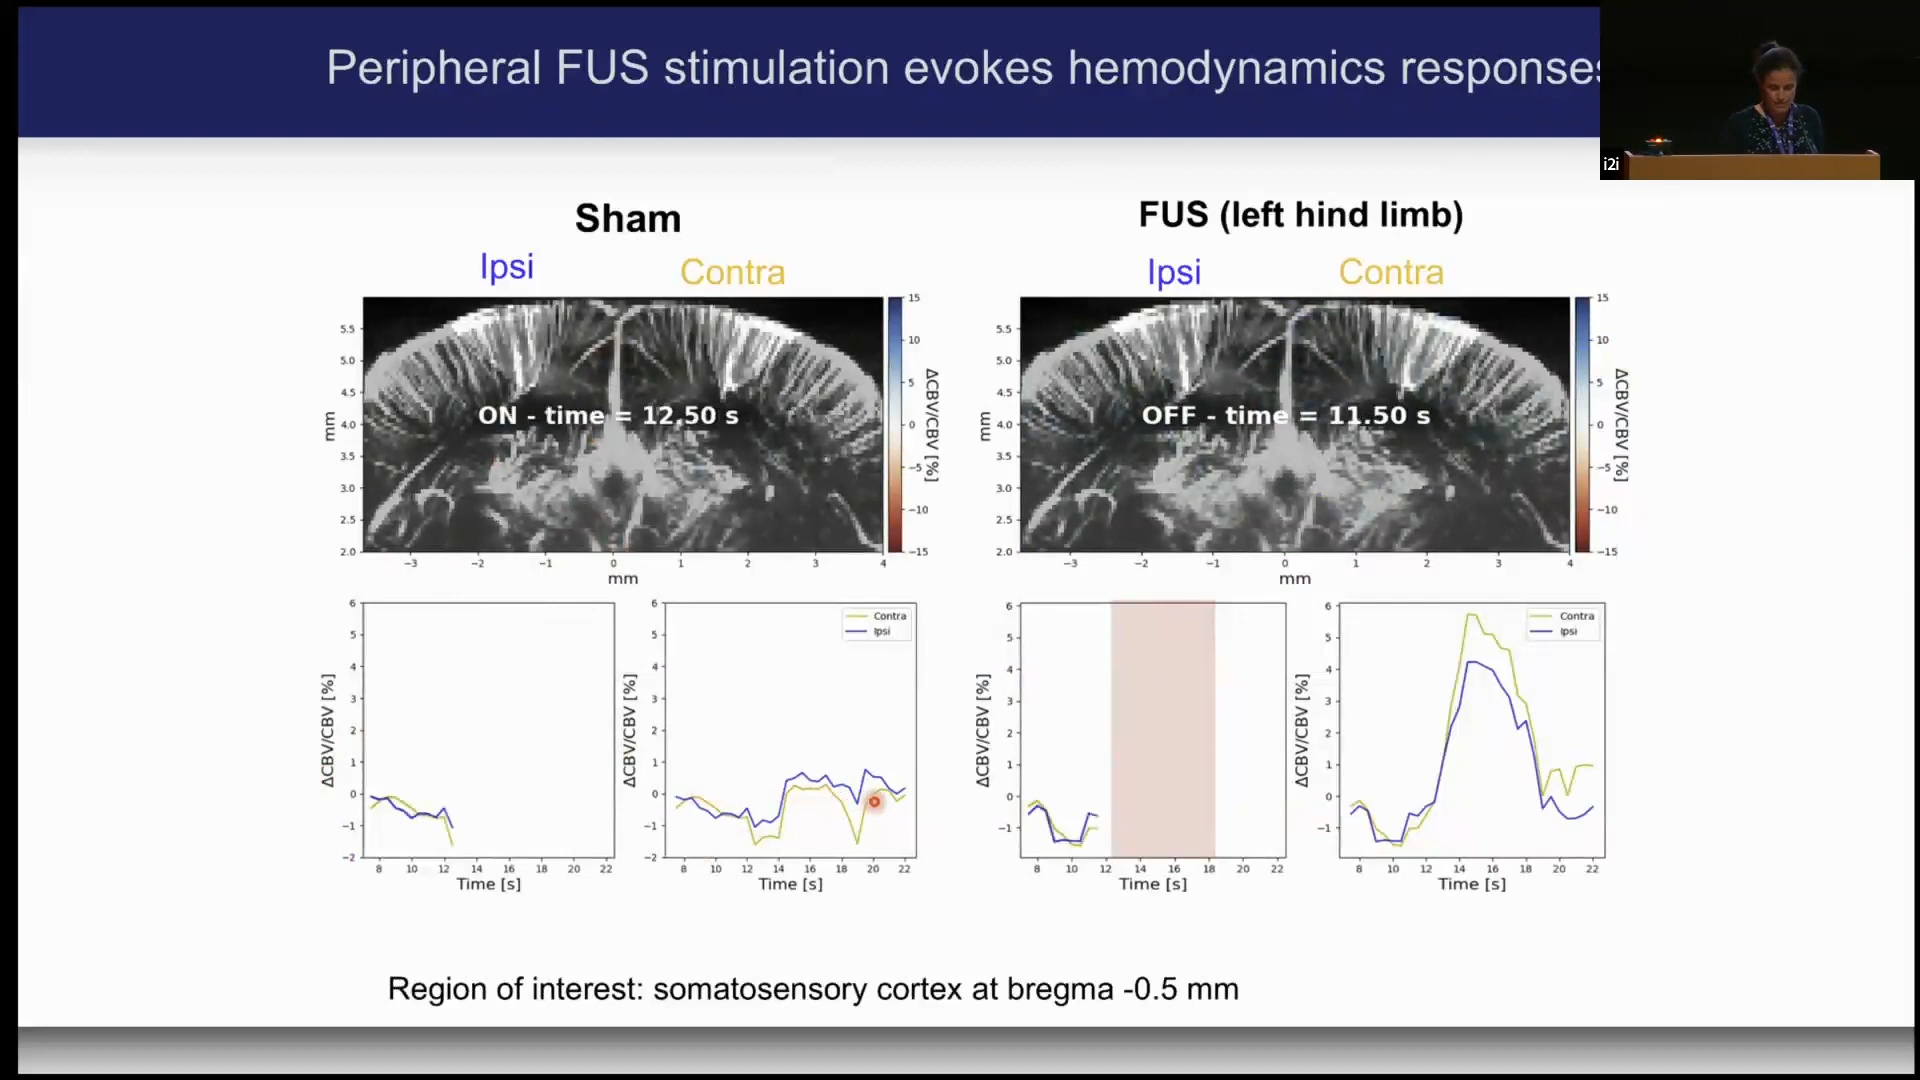 Peripheral FUS stimulation evokes hemodynamics responses
i2i
Sham
FUS (left hind limb)
Ipsi
Contra
Ipsi
Contra
ON - time = 12.50 s
OFF - time = 11.50 s
5.5
5.0
4.5
4.0
3.5
3.0
2.5
2.0
mm
−3 −2 −1 0 1 2 3 4
mm
15
10
5
0
−5
−10
−15
ΔCBV/CBV [%]
5.5
5.0
4.5
4.0
3.5
3.0
2.5
2.0
mm
−3 −2 −1 0 1 2 3 4
mm
15
10
5
0
−5
−10
−15
ΔCBV/CBV [%]
6
5
4
3
2
1
0
−1
−2
ΔCBV/CBV [%]
8 10 12 14 16 18 20 22
Time [s]
6
5
4
3
2
1
0
−1
−2
ΔCBV/CBV [%]
Contra
Ipsi
8 10 12 14 16 18 20 22
Time [s]
6
5
4
3
2
1
0
−1
ΔCBV/CBV [%]
8 10 12 14 16 18 20 22
Time [s]
6
5
4
3
2
1
0
−1
ΔCBV/CBV [%]
Contra
Ipsi
8 10 12 14 16 18 20 22
Time [s]
Region of interest: somatosensory cortex at bregma -0.5 mm